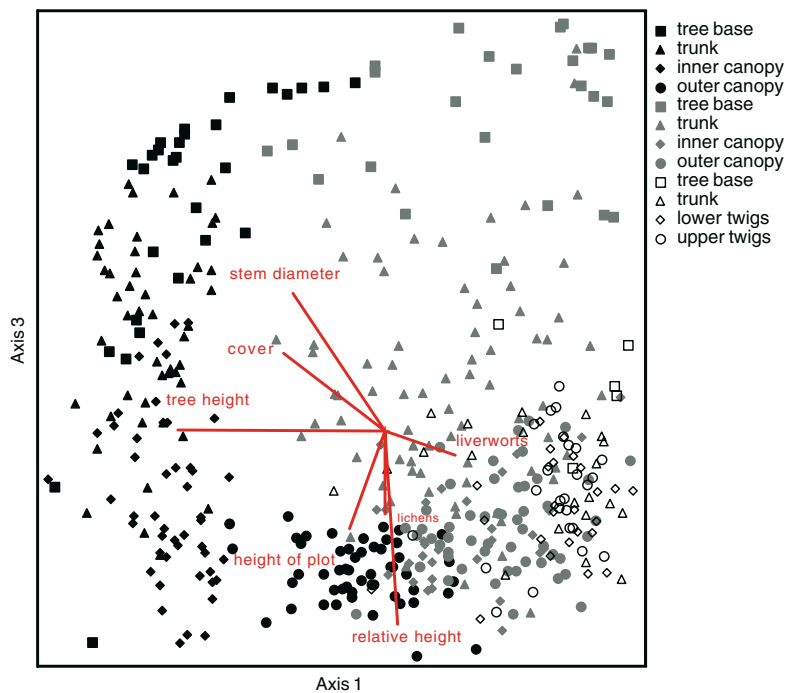 tree base
trunk
inner canopy
outer canopy
tree base
trunk
inner canopy
outer canopy
tree base
trunk
lower twigs
upper twigs
stem diameter
cover
tree height
liverworts
lichens
height of plot
relative height
Axis 3
Axis 1